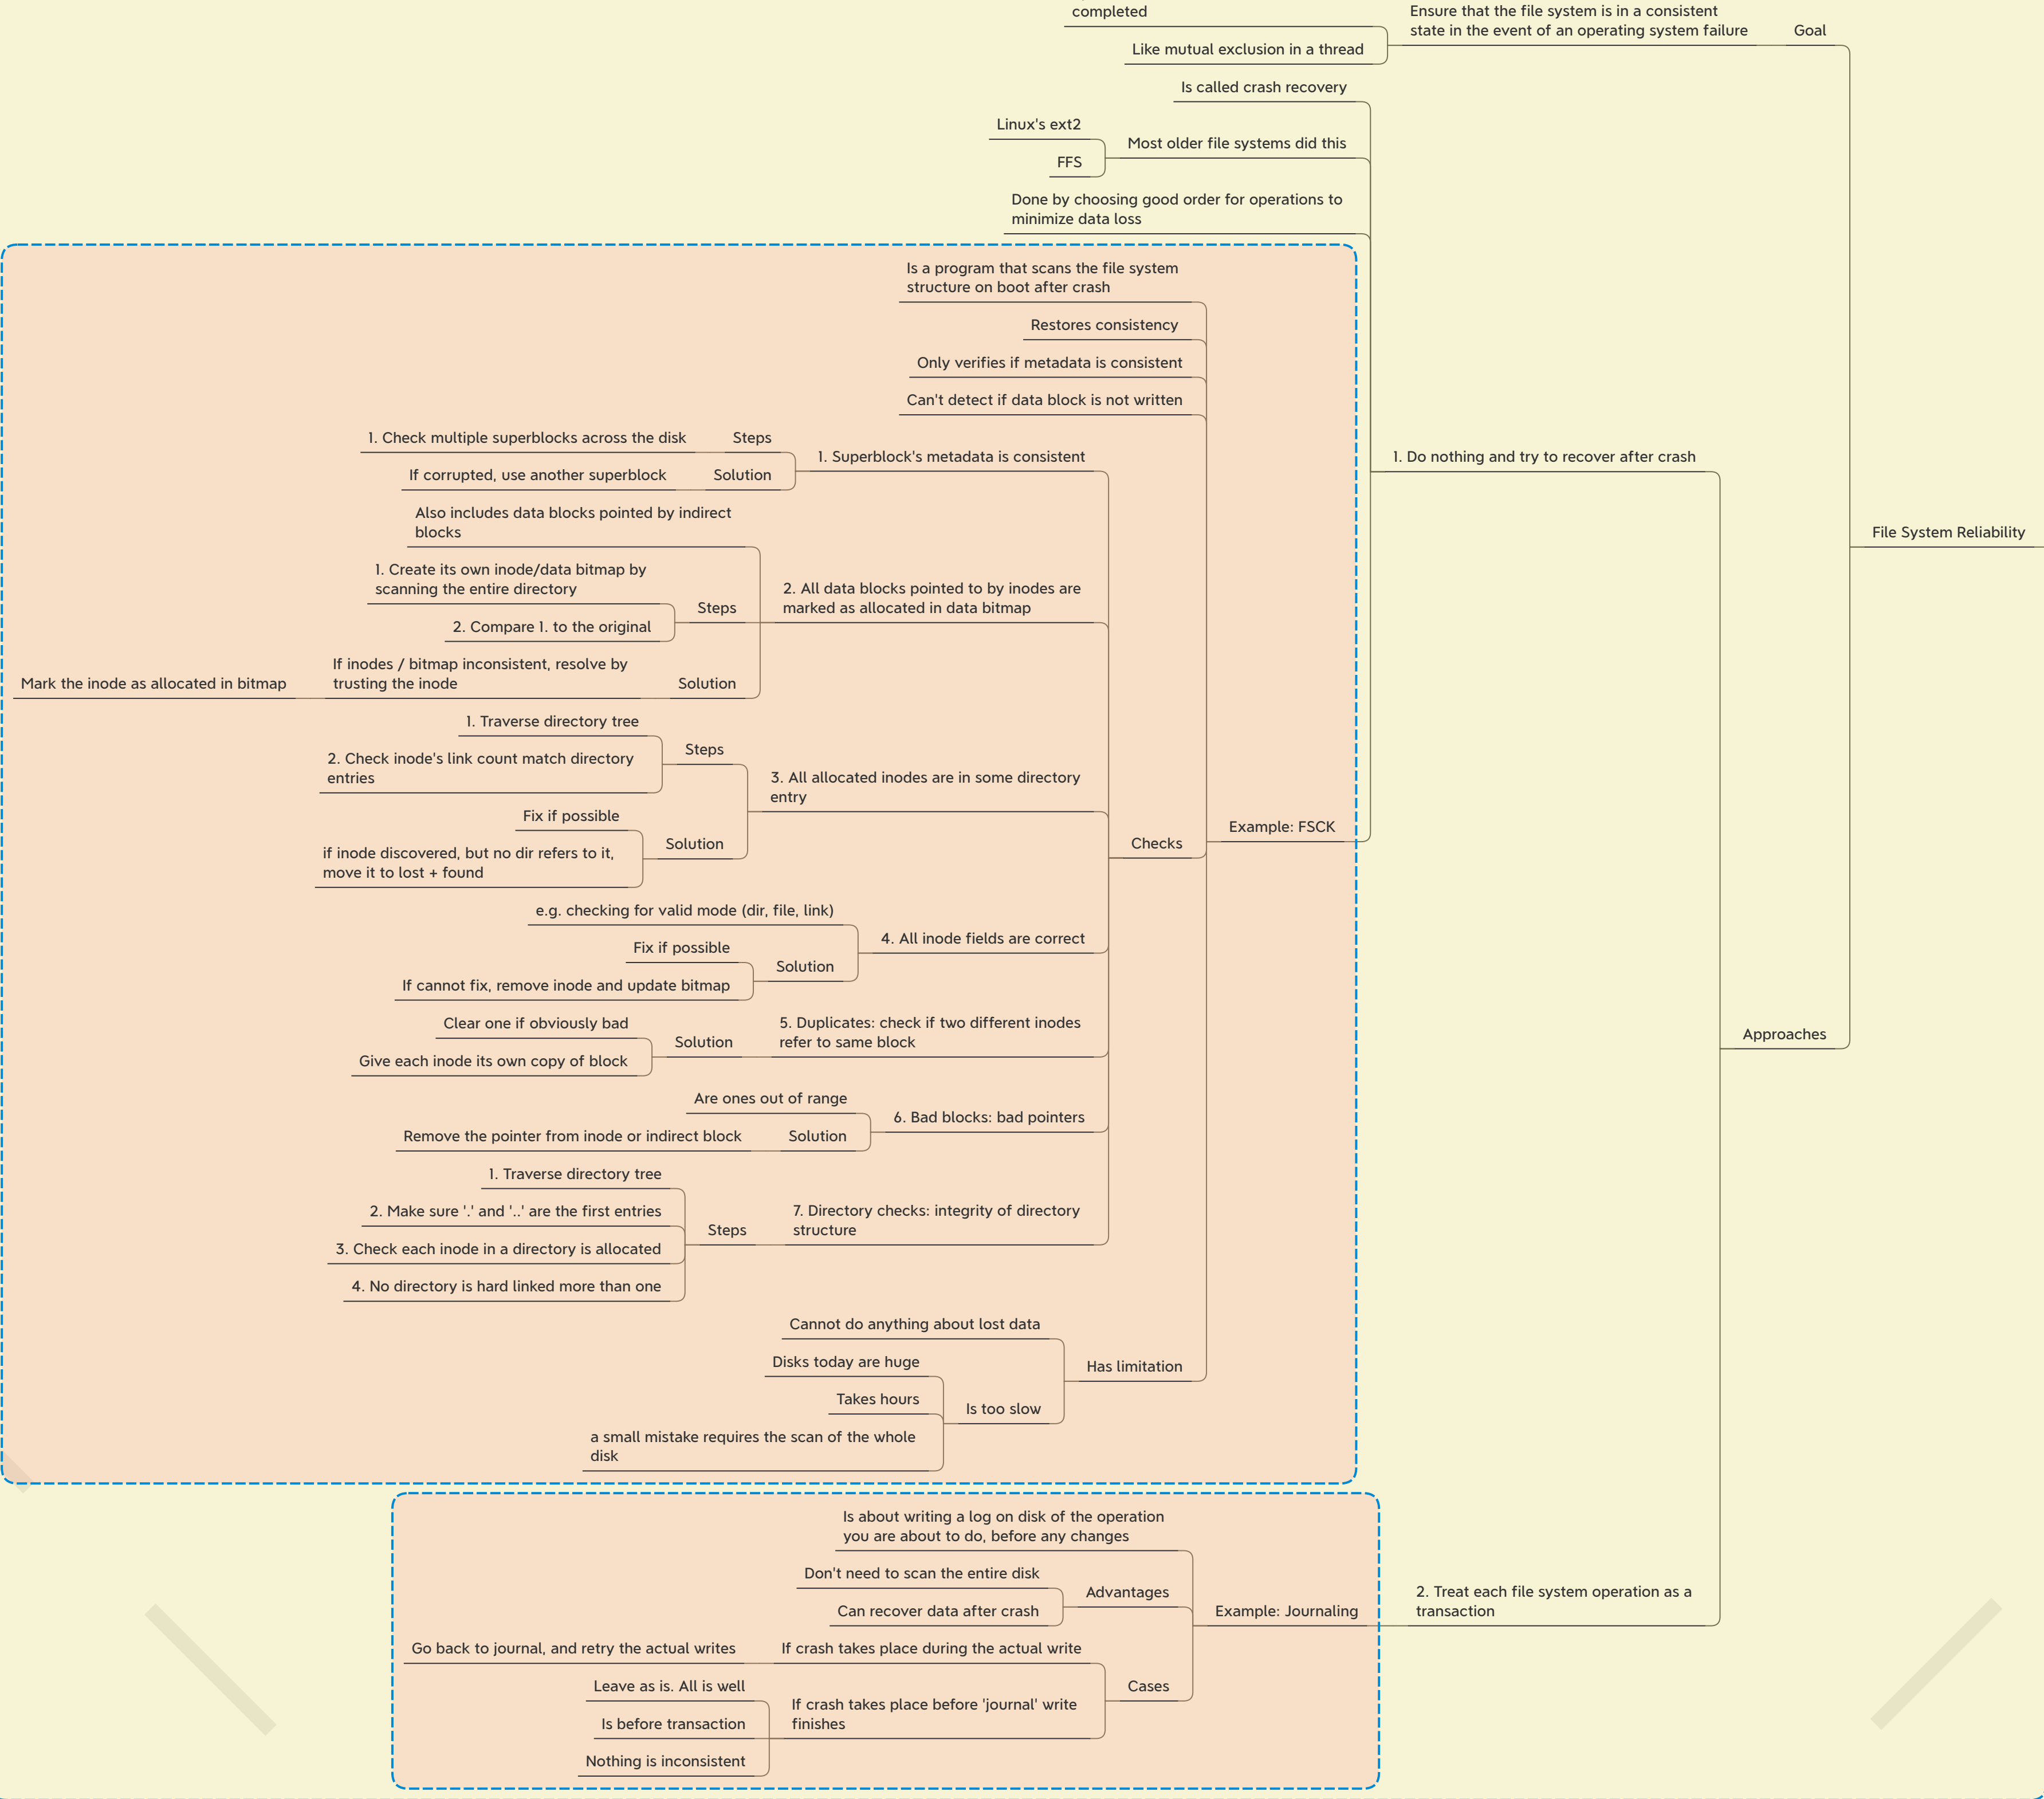 completed
Ensure that the file system is in a consistent
state in the event of an operating system failure
Goal
Like mutual exclusion in a thread
Is called crash recovery
Linux's ext2
FFS
Most older file systems did this
Done by choosing good order for operations to
minimize data loss
Is a program that scans the file system
structure on boot after crash
Restores consistency
Only verifies if metadata is consistent
Can't detect if data block is not written
1. Check multiple superblocks across the disk
Steps
If corrupted, use another superblock
Solution
1. Superblock's metadata is consistent
1. Do nothing and try to recover after crash
Also includes data blocks pointed by indirect
blocks
1. Create its own inode/data bitmap by
scanning the entire directory
2. Compare 1. to the original
Steps
2. All data blocks pointed to by inodes are
marked as allocated in data bitmap
File System Reliability
Mark the inode as allocated in bitmap
If inodes / bitmap inconsistent, resolve by
trusting the inode
Solution
1. Traverse directory tree
2. Check inode's link count match directory
entries
Steps
3. All allocated inodes are in some directory
entry
Fix if possible
if inode discovered, but no dir refers to it,
move it to lost + found
Solution
Checks
Example: FSCK
e.g. checking for valid mode (dir, file, link)
4. All inode fields are correct
Fix if possible
If cannot fix, remove inode and update bitmap
Solution
Clear one if obviously bad
Give each inode its own copy of block
Solution
5. Duplicates: check if two different inodes
refer to same block
Approaches
Are ones out of range
Remove the pointer from inode or indirect block
Solution
6. Bad blocks: bad pointers
1. Traverse directory tree
2. Make sure '.' and '..' are the first entries
3. Check each inode in a directory is allocated
4. No directory is hard linked more than one
Steps
7. Directory checks: integrity of directory
structure
Cannot do anything about lost data
Disks today are huge
Takes hours
a small mistake requires the scan of the whole
disk
Is too slow
Has limitation
Is about writing a log on disk of the operation
you are about to do, before any changes
Don't need to scan the entire disk
Can recover data after crash
Advantages
Example: Journaling
2. Treat each file system operation as a
transaction
Go back to journal, and retry the actual writes
If crash takes place during the actual write
Leave as is. All is well
Is before transaction
Nothing is inconsistent
If crash takes place before 'journal' write
finishes
Cases